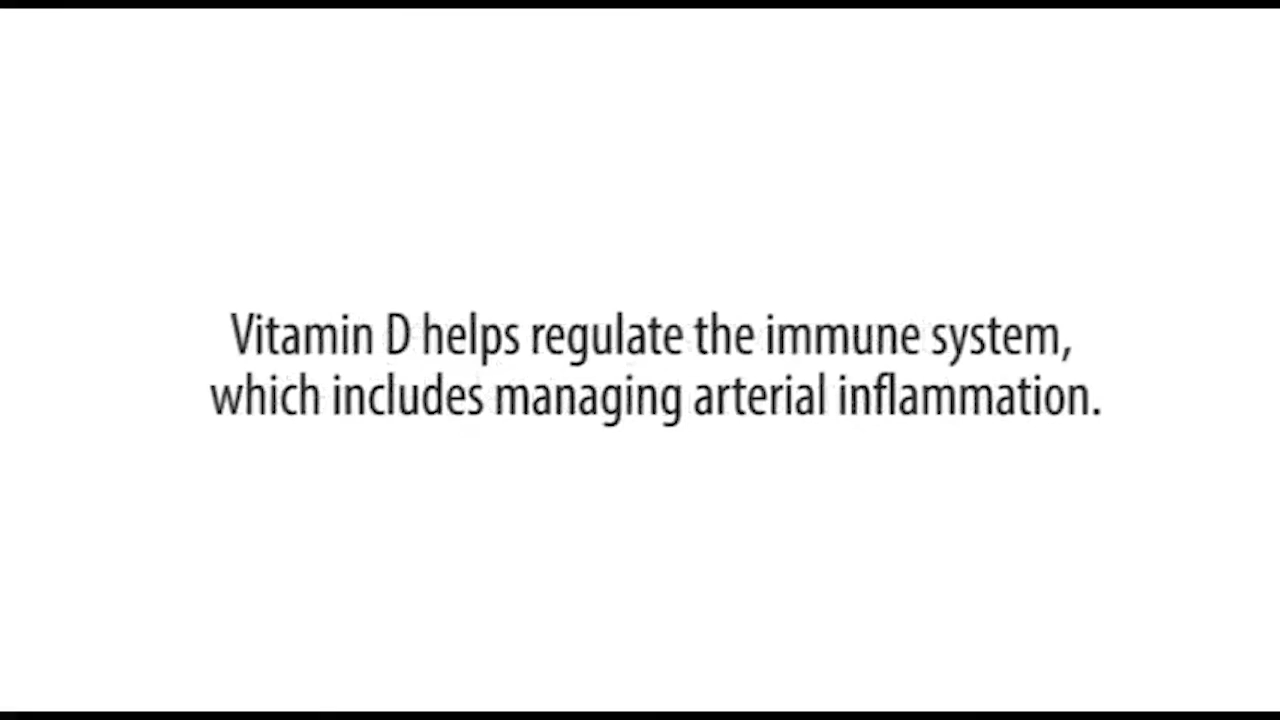 Vitamin D helps regulate the immune system,
which includes managing arterial inflammation.